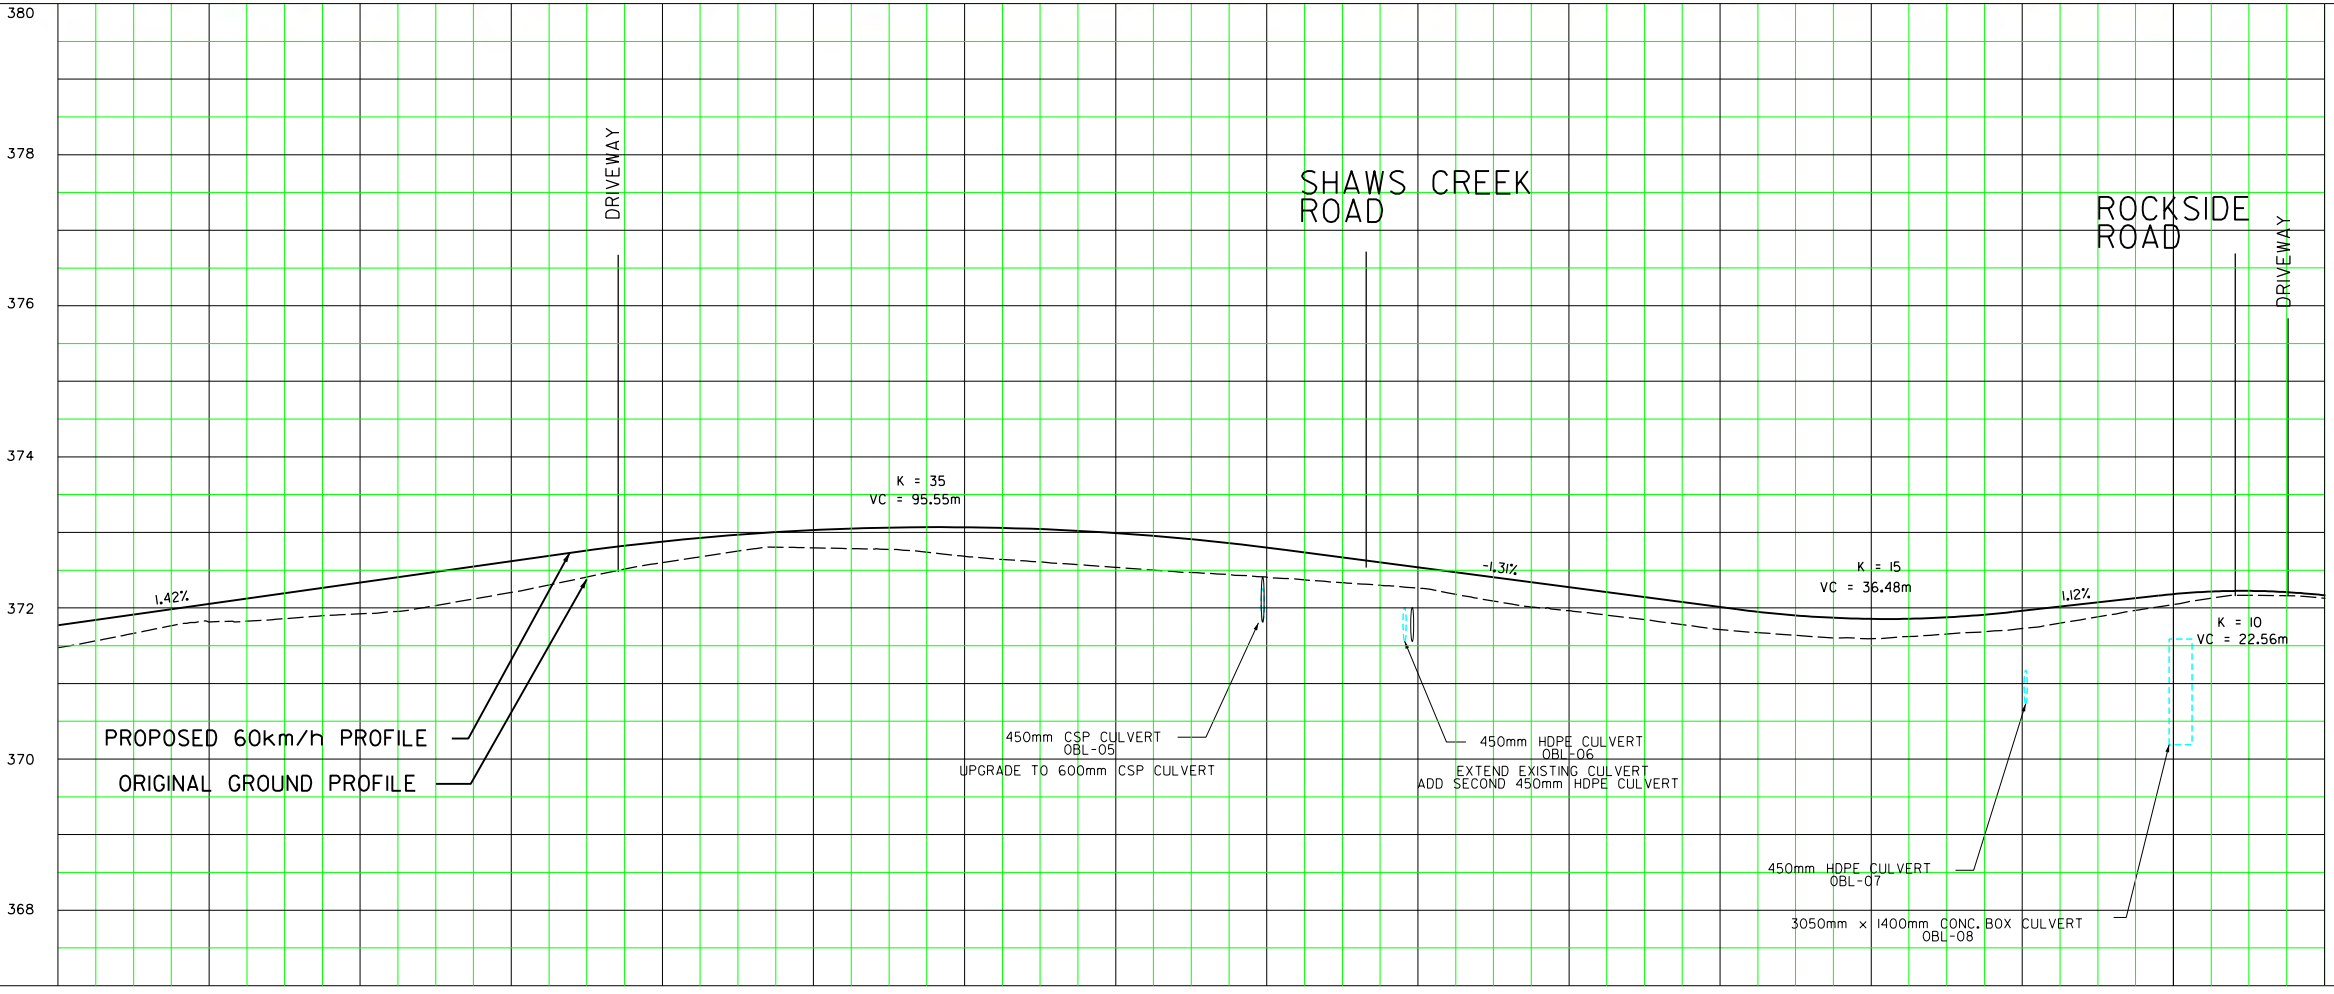 380
378
376
374
372
370
368
DRIVEWAY
SHAWS CREEK
ROAD
ROCKSIDE
ROAD
DRIVEWAY
K = 35
VC = 95.55m
1.42%
-1.31%
K = 15
VC = 36.48m
1.12%
K = 10
VC = 22.56m
PROPOSED 60km/h PROFILE
ORIGINAL GROUND PROFILE
450mm CSP CULVERT
OBL-05
UPGRADE TO 600mm CSP CULVERT
450mm HDPE CULVERT
OBL-06
EXTEND EXISTING CULVERT
ADD SECOND 450mm HDPE CULVERT
450mm HDPE CULVERT
OBL-07
3050mm x 1400mm CONC. BOX CULVERT
OBL-08